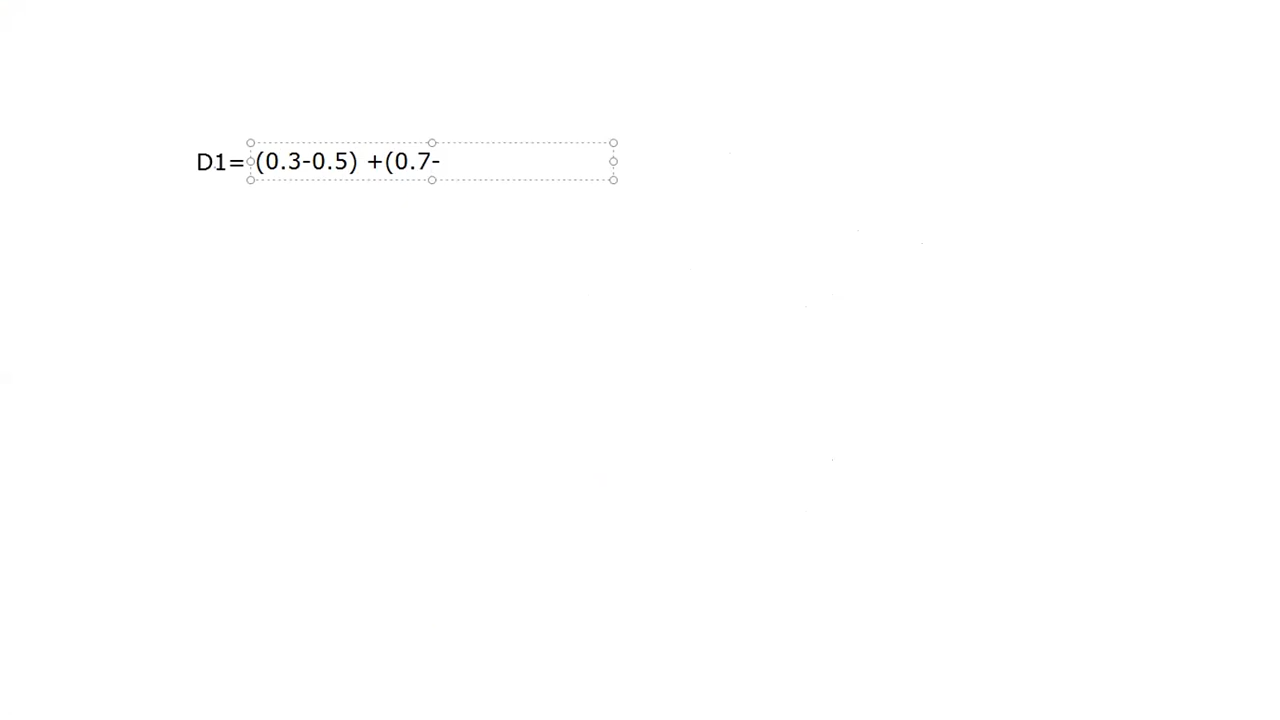 D1= (0.3-0.5) +(0.7-